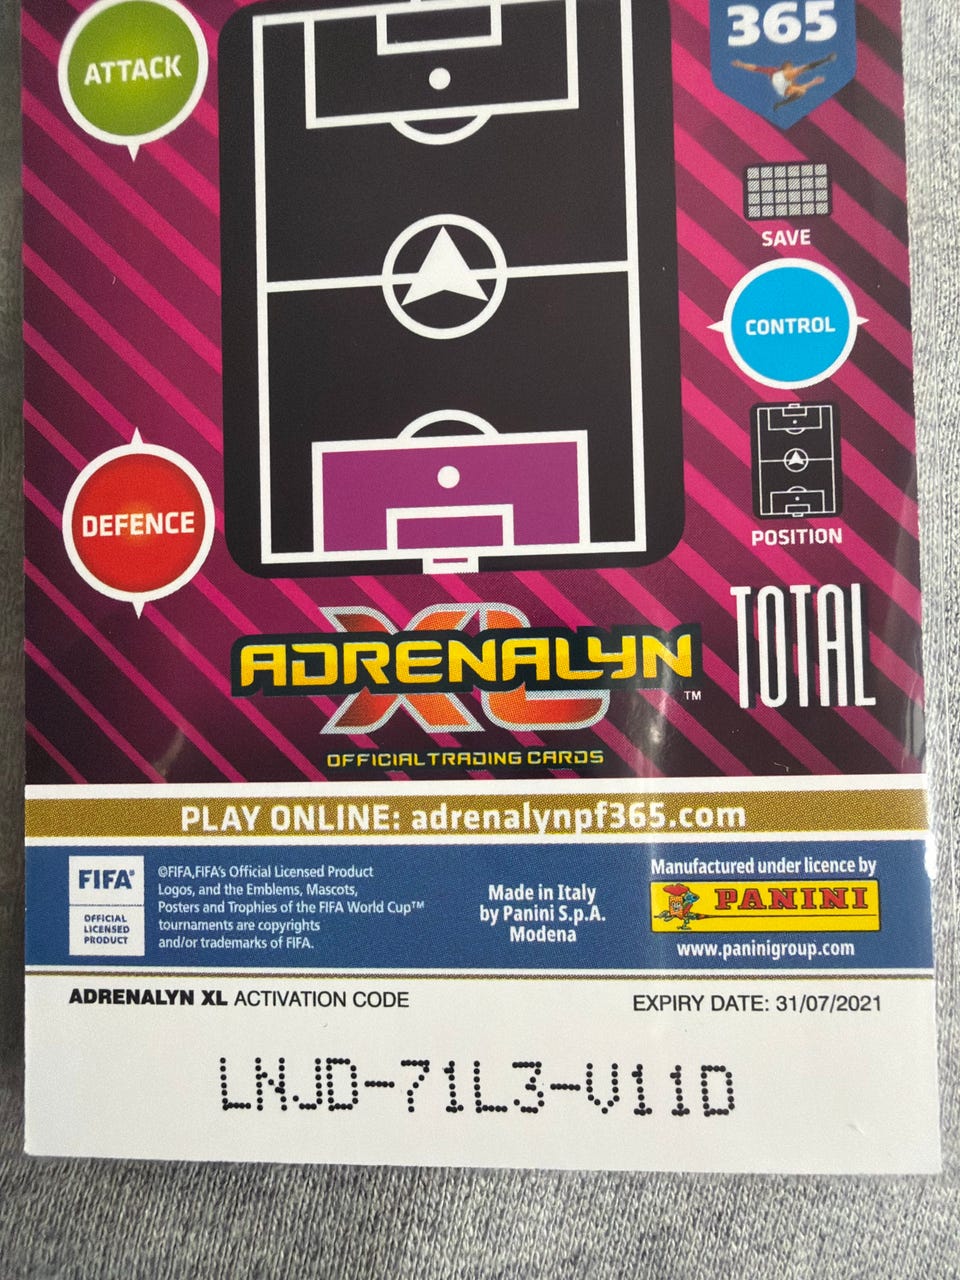 ATTACK
365
SAVE
CONTROL
DEFENCE
POSITION
TOTAL
ADRENALYN
XL
TM
OFFICIAL TRADING CARDS
PLAY ONLINE: adrenalynpf365.com
FIFA®
OFFICIAL
LICENSED
PRODUCT
©FIFA,FIFA's Official Licensed Product
Logos, and the Emblems, Mascots,
Posters and Trophies of the FIFA World Cup™
tournaments are copyrights
and/or trademarks of FIFA.
Made in Italy
by Panini S.p.A.
Modena
Manufactured under licence by
PANINI
www.paninigroup.com
ADRENALYN XL ACTIVATION CODE
EXPIRY DATE: 31/07/2021
LNJD-71L3-V11D